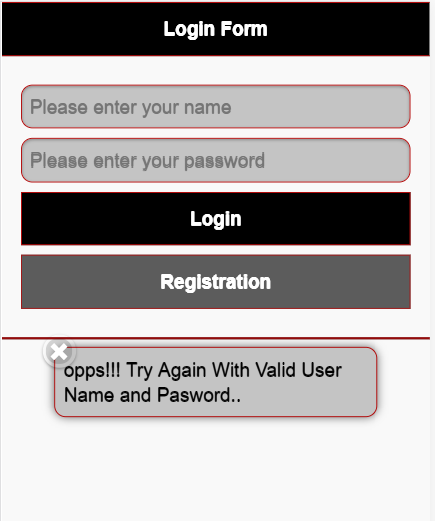 Login Form
Please enter your name
Please enter your password
Login
Registration
opps!!! Try Again With Valid User
Name and Pasword..